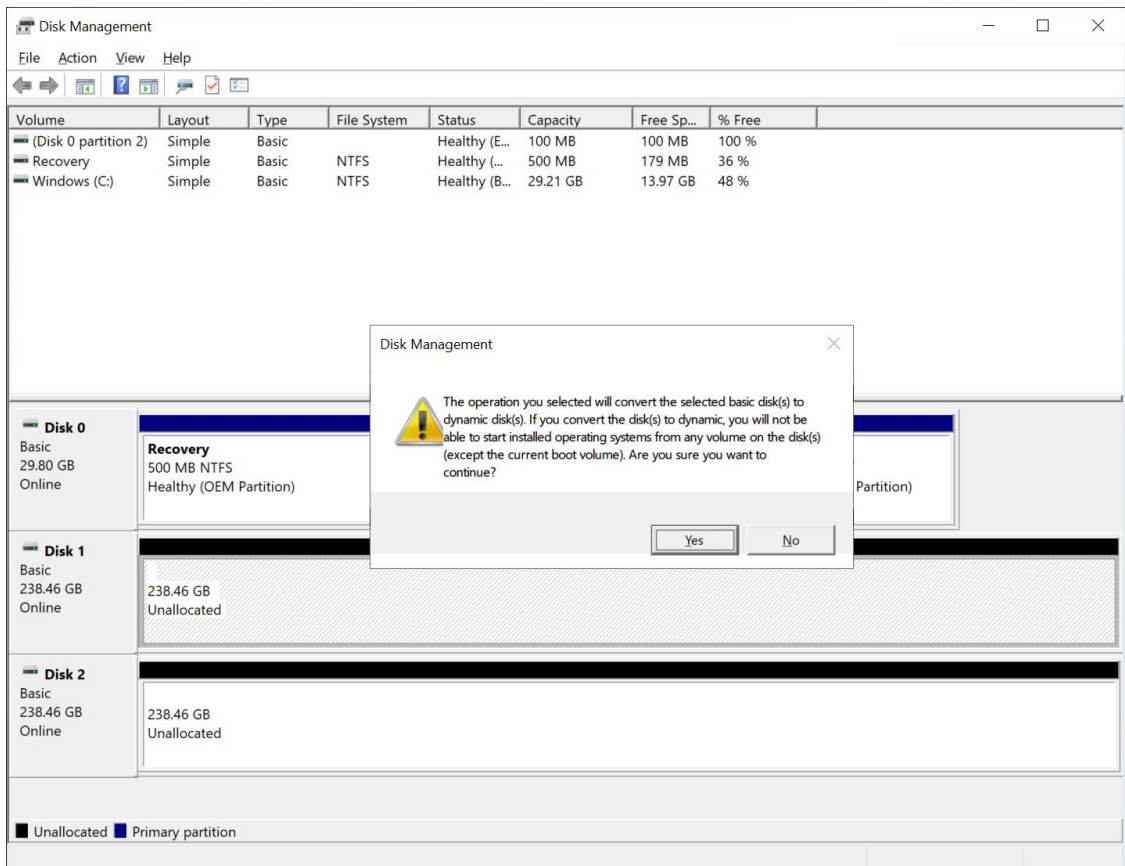 Disk Management
File Action View Help
Volume Layout Type File System Status Capacity Free Sp... % Free
(Disk 0 partition 2) Simple Basic Healthy (E... 100 MB 100 MB 100 %
Recovery Simple Basic NTFS Healthy (... 500 MB 179 MB 36 %
Windows (C:) Simple Basic NTFS Healthy (B... 29.21 GB 13.97 GB 48 %
Disk Management
The operation you selected will convert the selected basic disk(s) to
dynamic disk(s). If you convert the disk(s) to dynamic, you will not be
able to start installed operating systems from any volume on the disk(s)
(except the current boot volume). Are you sure you want to
continue?
Yes No
Disk 0
Basic
29.80 GB
Online
Recovery
500 MB NTFS
Healthy (OEM Partition)
Partition)
Disk 1
Basic
238.46 GB
Online
238.46 GB
Unallocated
Disk 2
Basic
238.46 GB
Online
238.46 GB
Unallocated
Unallocated Primary partition